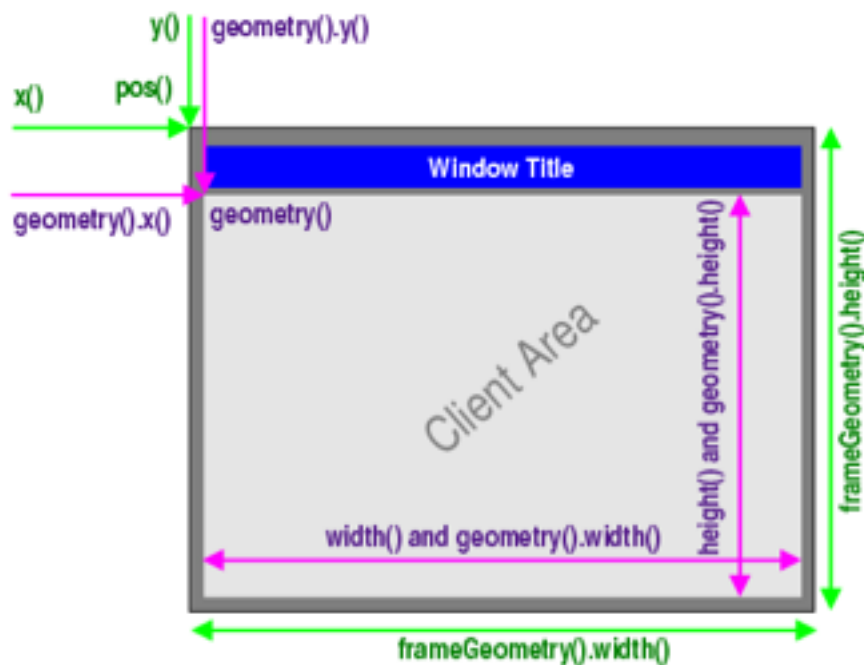 y()
geometry().y()
x()
pos()
Window Title
geometry().x()
geometry()
Client Area
height() and geometry().height()
frameGeometry().height()
width() and geometry().width()
frameGeometry().width()